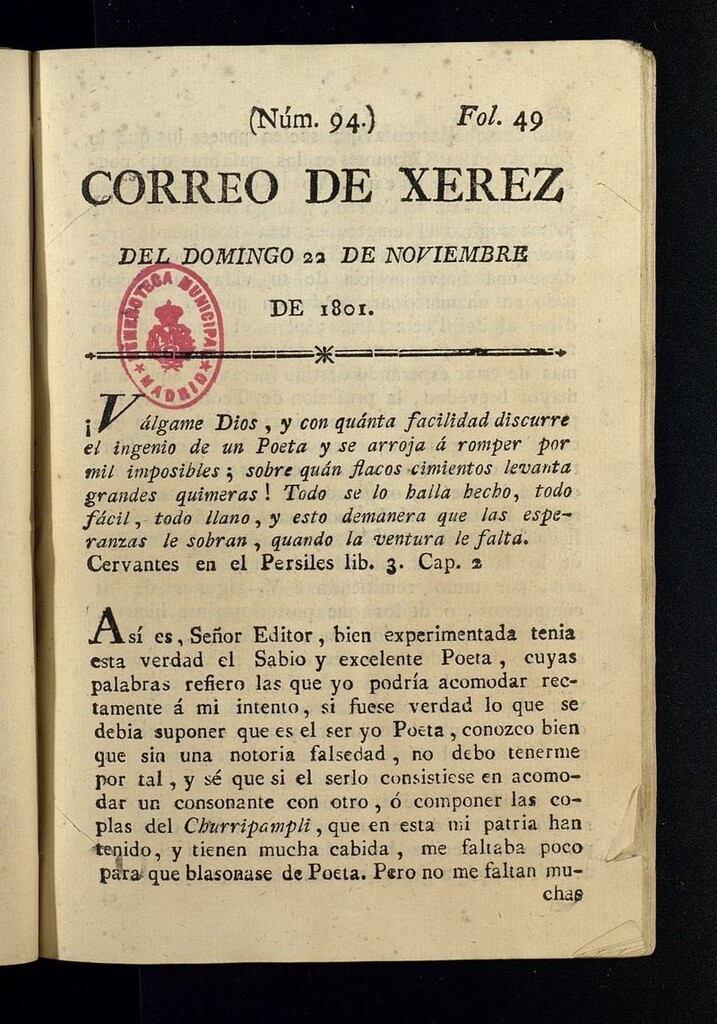 (Núm. 94.) Fol. 49
CORREO DE XEREZ
DEL DOMINGO 22 DE NOVIEMBRE
DE 1801.
HEMEROTECA MUNICIPAL
* MADRID *
¡Válgame Dios, y con quánta facilidad discurre
el ingenio de un Poeta y se arroja á romper por
mil imposibles; sobre quán flacos cimientos levanta
grandes quimeras! Todo se lo halla hecho, todo
fácil, todo llano, y esto demanera que las espe-
ranzas le sobran, quando la ventura le falta.
Cervantes en el Persiles lib. 3. Cap. 2
Así es, Señor Editor, bien experimentada tenia
esta verdad el Sabio y excelente Poeta, cuyas
palabras refiero las que yo podría acomodar rec-
tamente á mi intento, si fuese verdad lo que se
debia suponer que es el ser yo Poeta, conozco bien
que sin una notoria falsedad, no debo tenerme
por tal, y sé que si el serlo consistiese en acomo-
dar un consonante con otro, ó componer las co-
plas del Churripampli, que en esta mi patria han
tenido, y tienen mucha cabida, me faltaba poco
para que blasonase de Poeta. Pero no me faltan mu-
chas